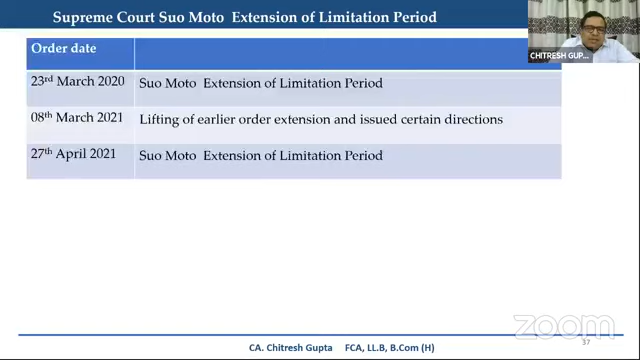 Supreme Court Suo Moto Extension of Limitation Period
CHITRESH GUP...
Order date
23rd March 2020 Suo Moto Extension of Limitation Period
08th March 2021 Lifting of earlier order extension and issued certain directions
27th April 2021 Suo Moto Extension of Limitation Period
zoom
37
CA. Chitresh Gupta FCA, LL.B, B.Com (H)